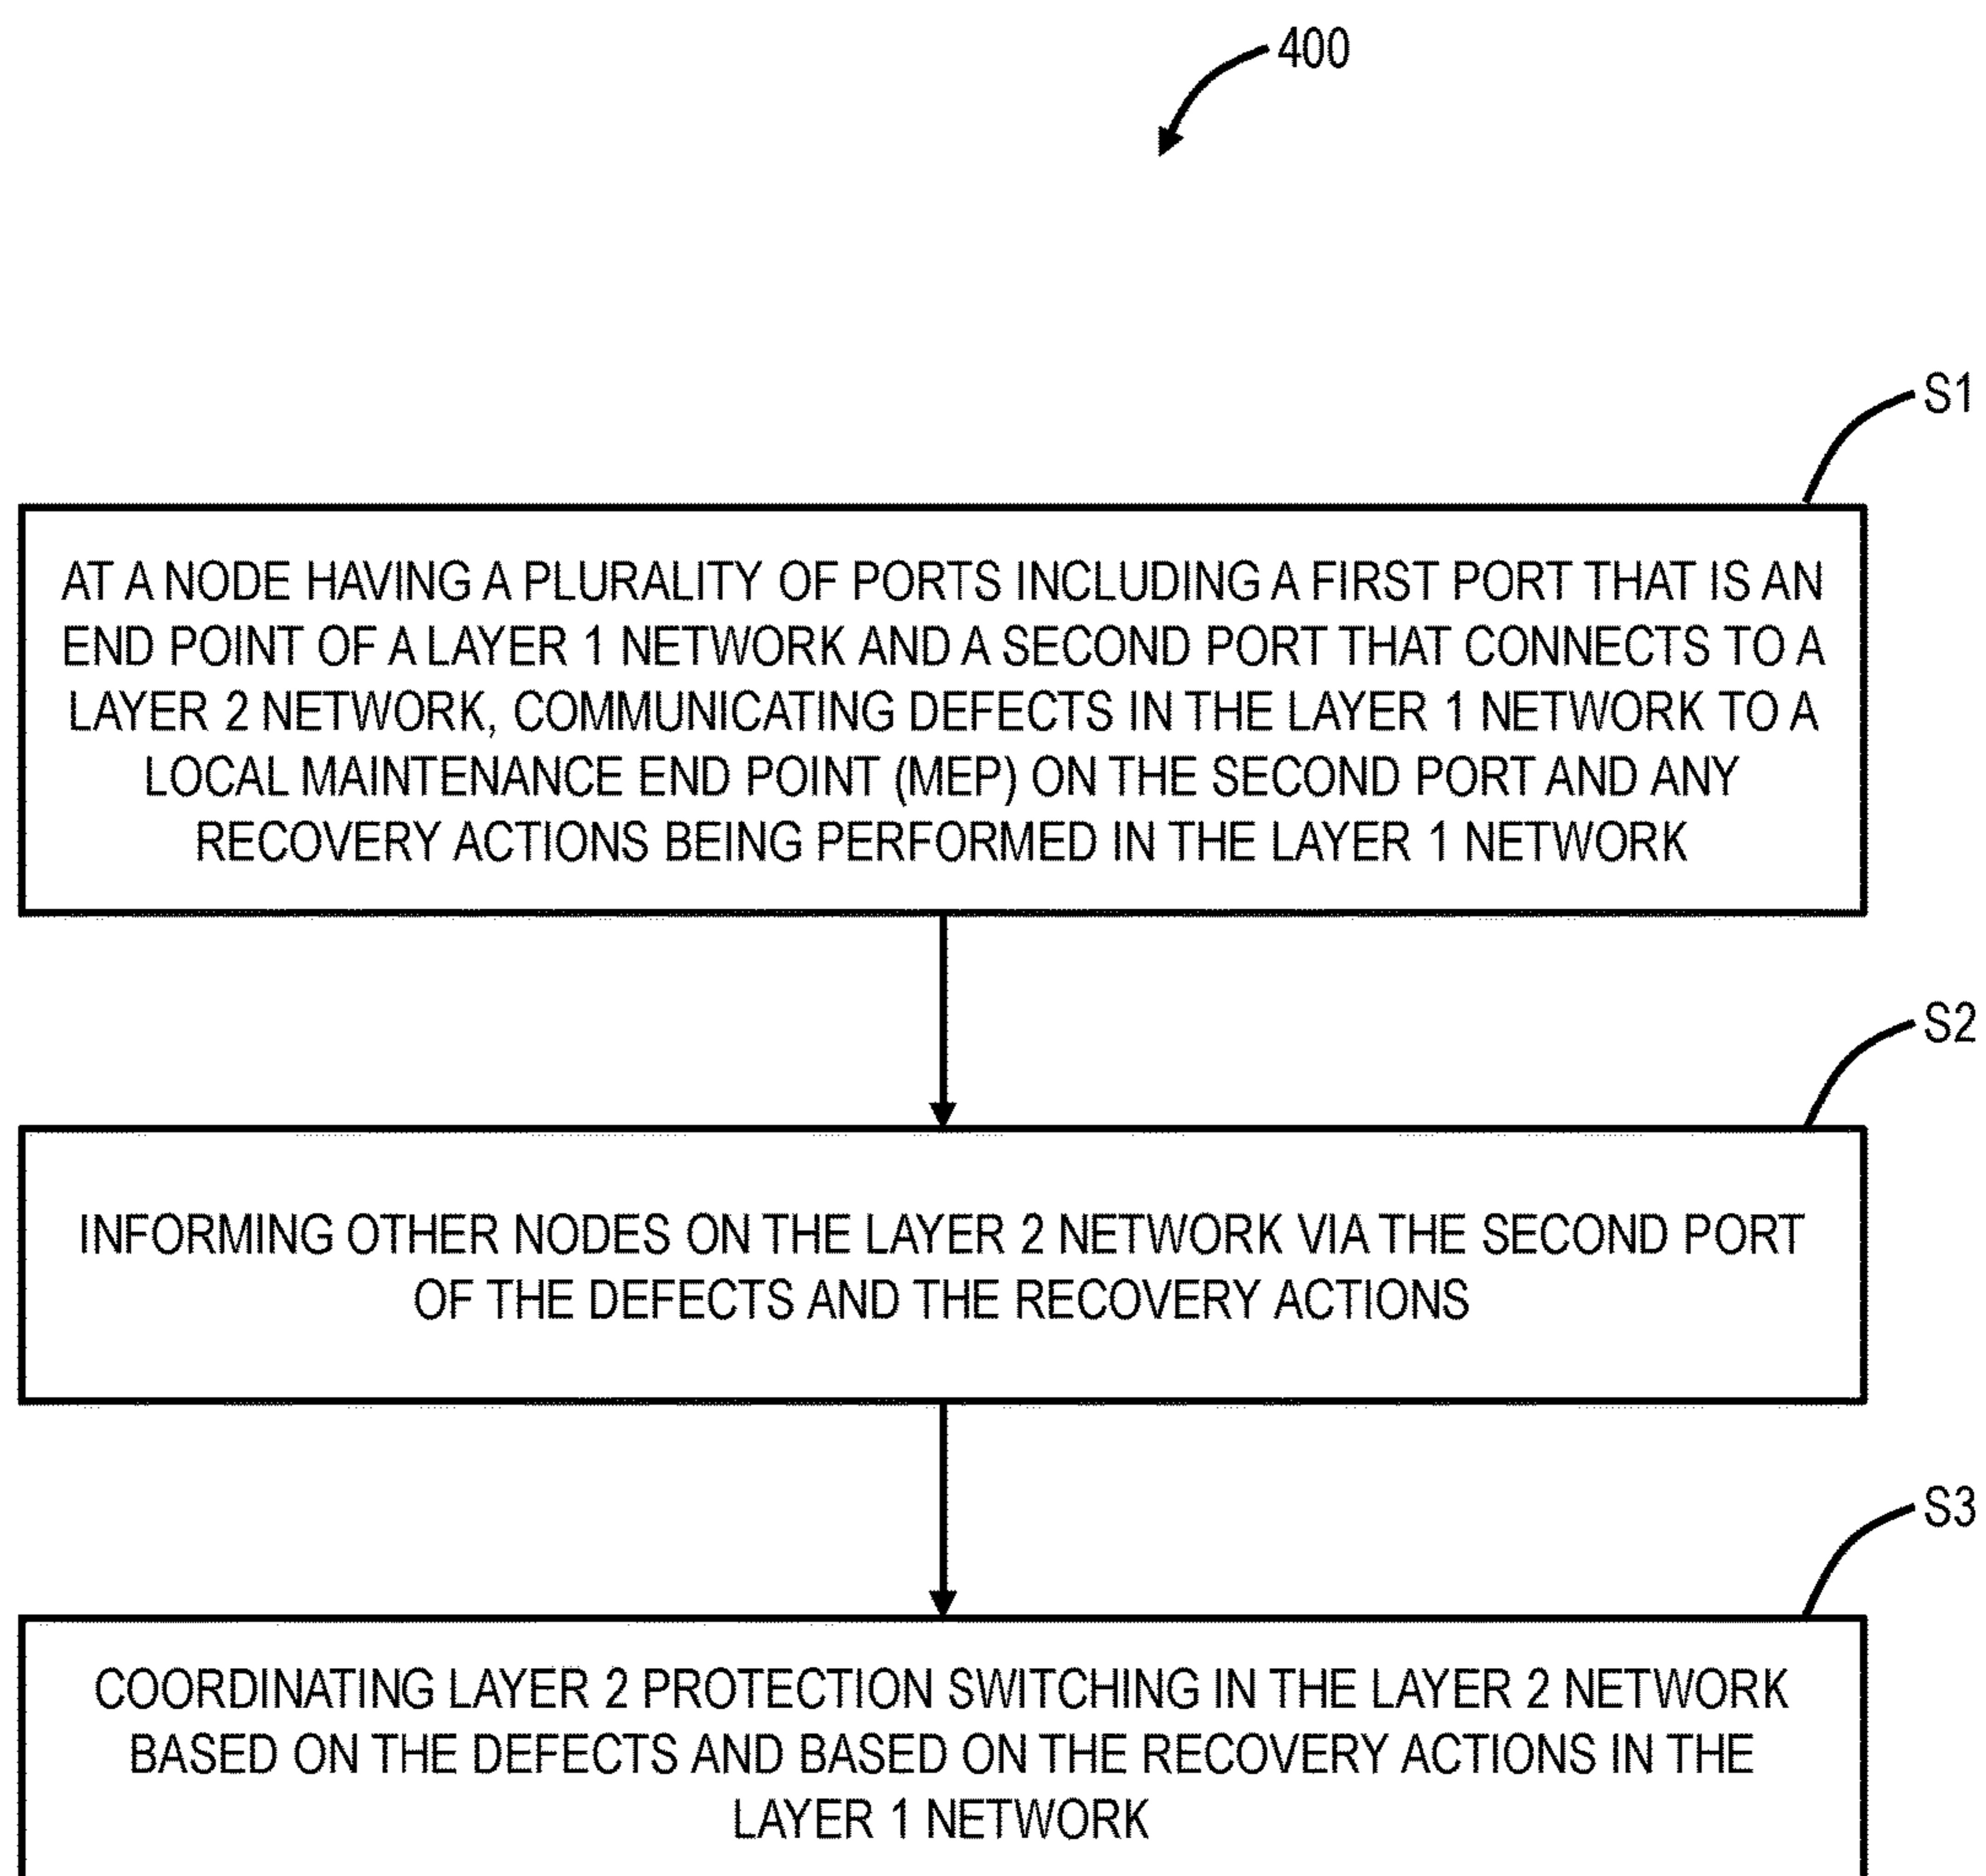 400
S1
AT A NODE HAVING A PLURALITY OF PORTS INCLUDING A FIRST PORT THAT IS AN
END POINT OF A LAYER 1 NETWORK AND A SECOND PORT THAT CONNECTS TO A
LAYER 2 NETWORK, COMMUNICATING DEFECTS IN THE LAYER 1 NETWORK TO A
LOCAL MAINTENANCE END POINT (MEP) ON THE SECOND PORT AND ANY
RECOVERY ACTIONS BEING PERFORMED IN THE LAYER 1 NETWORK
S2
INFORMING OTHER NODES ON THE LAYER 2 NETWORK VIA THE SECOND PORT
OF THE DEFECTS AND THE RECOVERY ACTIONS
S3
COORDINATING LAYER 2 PROTECTION SWITCHING IN THE LAYER 2 NETWORK
BASED ON THE DEFECTS AND BASED ON THE RECOVERY ACTIONS IN THE
LAYER 1 NETWORK